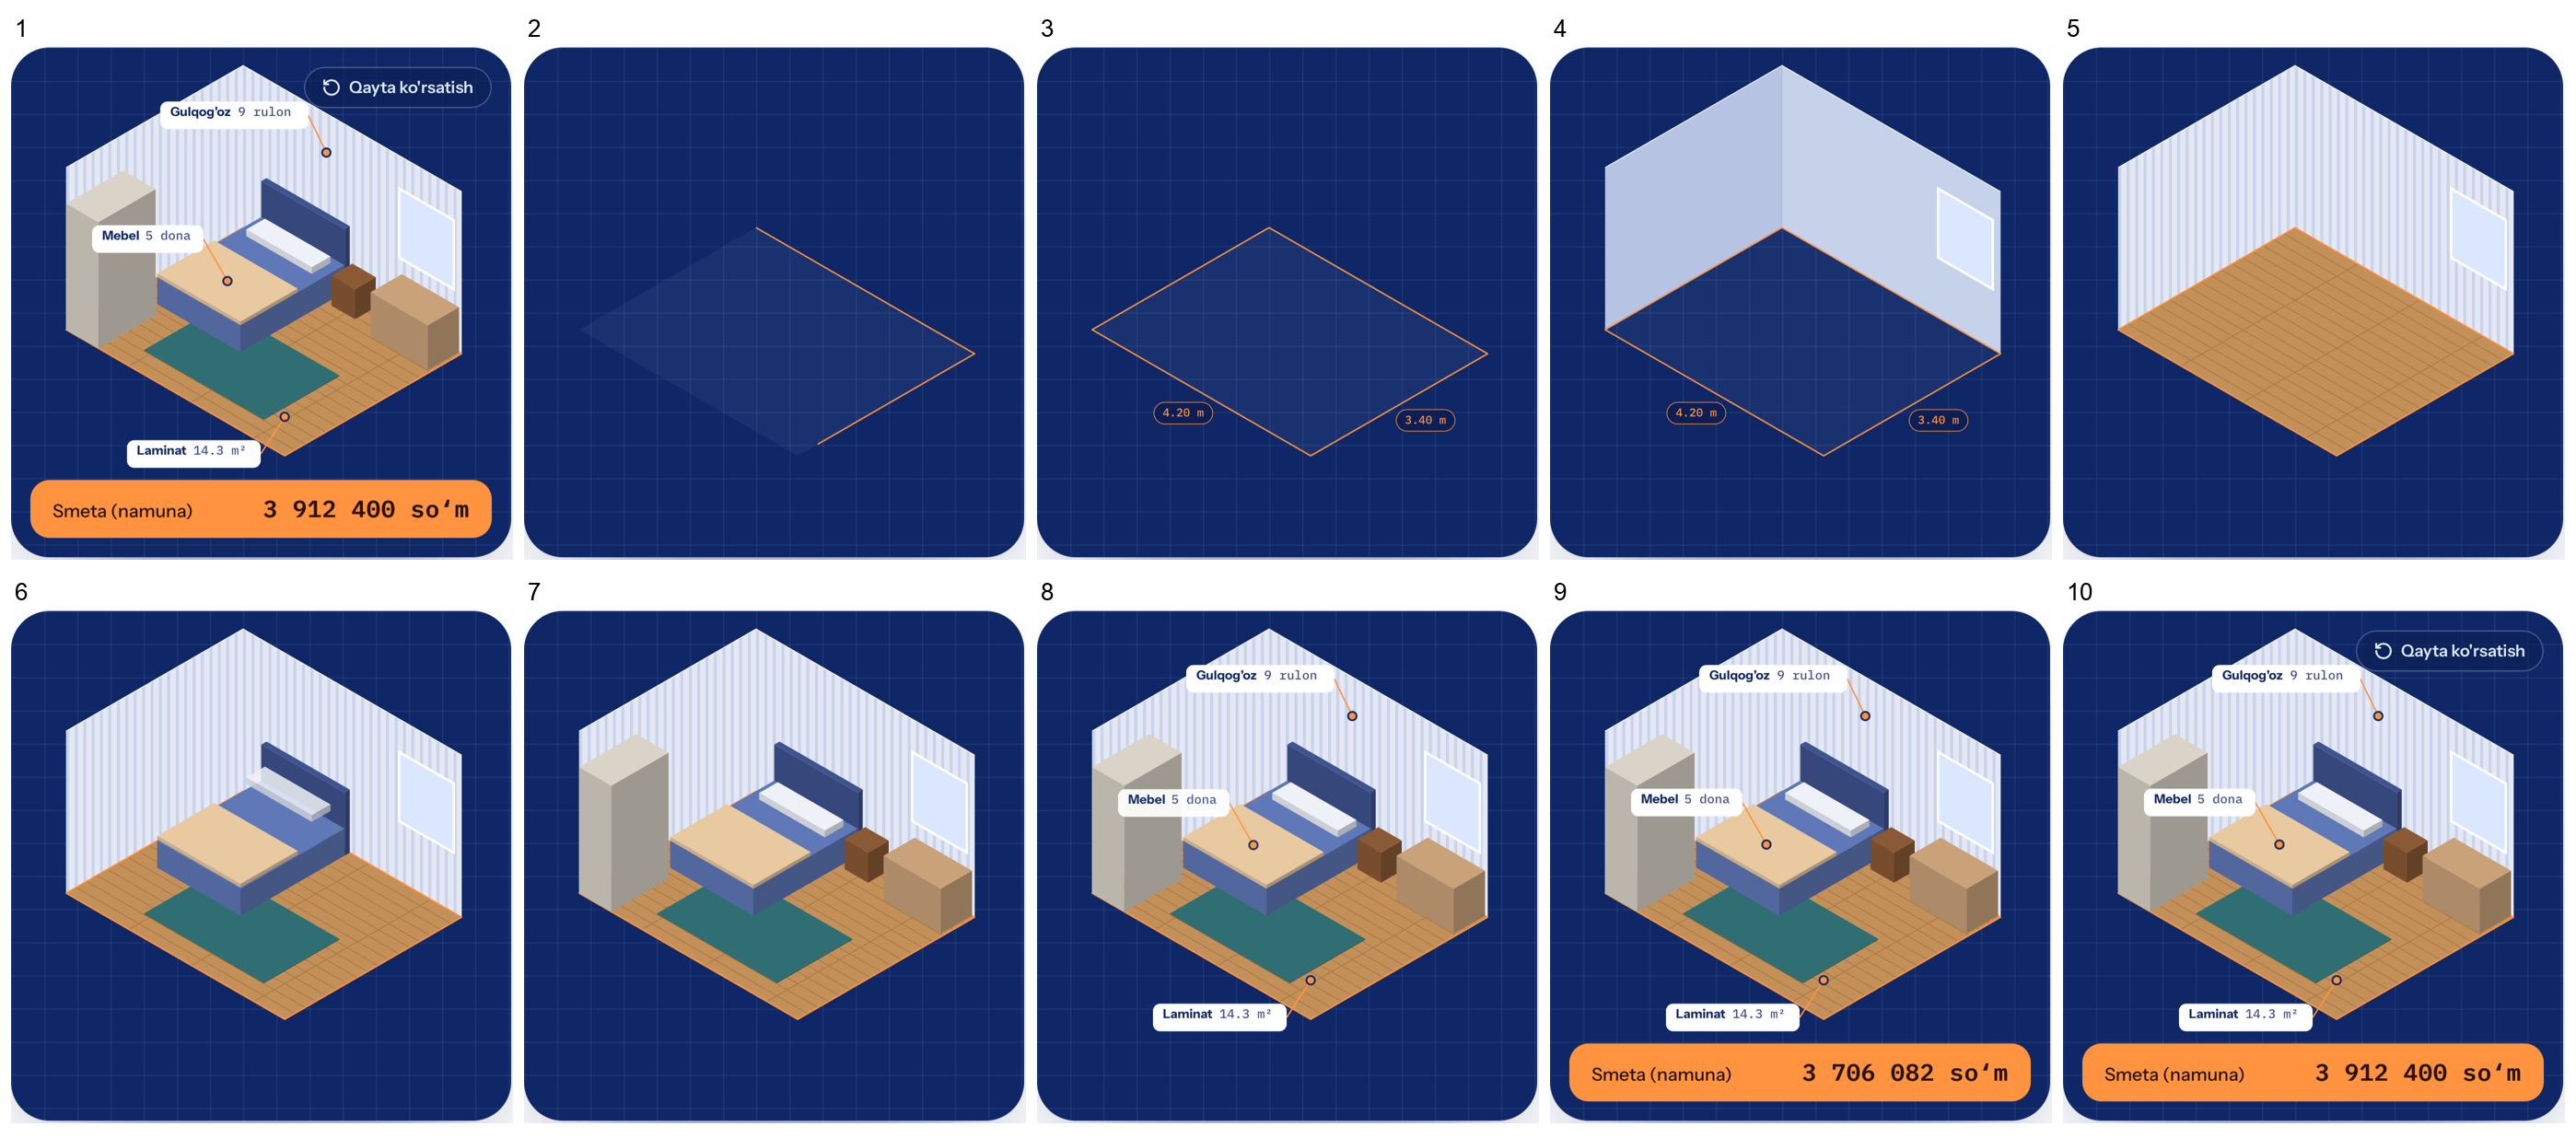 1
Qayta ko'rsatish
Gulqog'oz 9 rulon
Mebel 5 dona
Laminat 14.3 m²
Smeta (namuna) 3 912 400 so‘m
2
3
4.20 m
3.40 m
4
4.20 m
3.40 m
5
6
7
8
Gulqog'oz 9 rulon
Mebel 5 dona
Laminat 14.3 m²
9
Gulqog'oz 9 rulon
Mebel 5 dona
Laminat 14.3 m²
Smeta (namuna) 3 706 082 so‘m
10
Qayta ko'rsatish
Gulqog'oz 9 rulon
Mebel 5 dona
Laminat 14.3 m²
Smeta (namuna) 3 912 400 so‘m